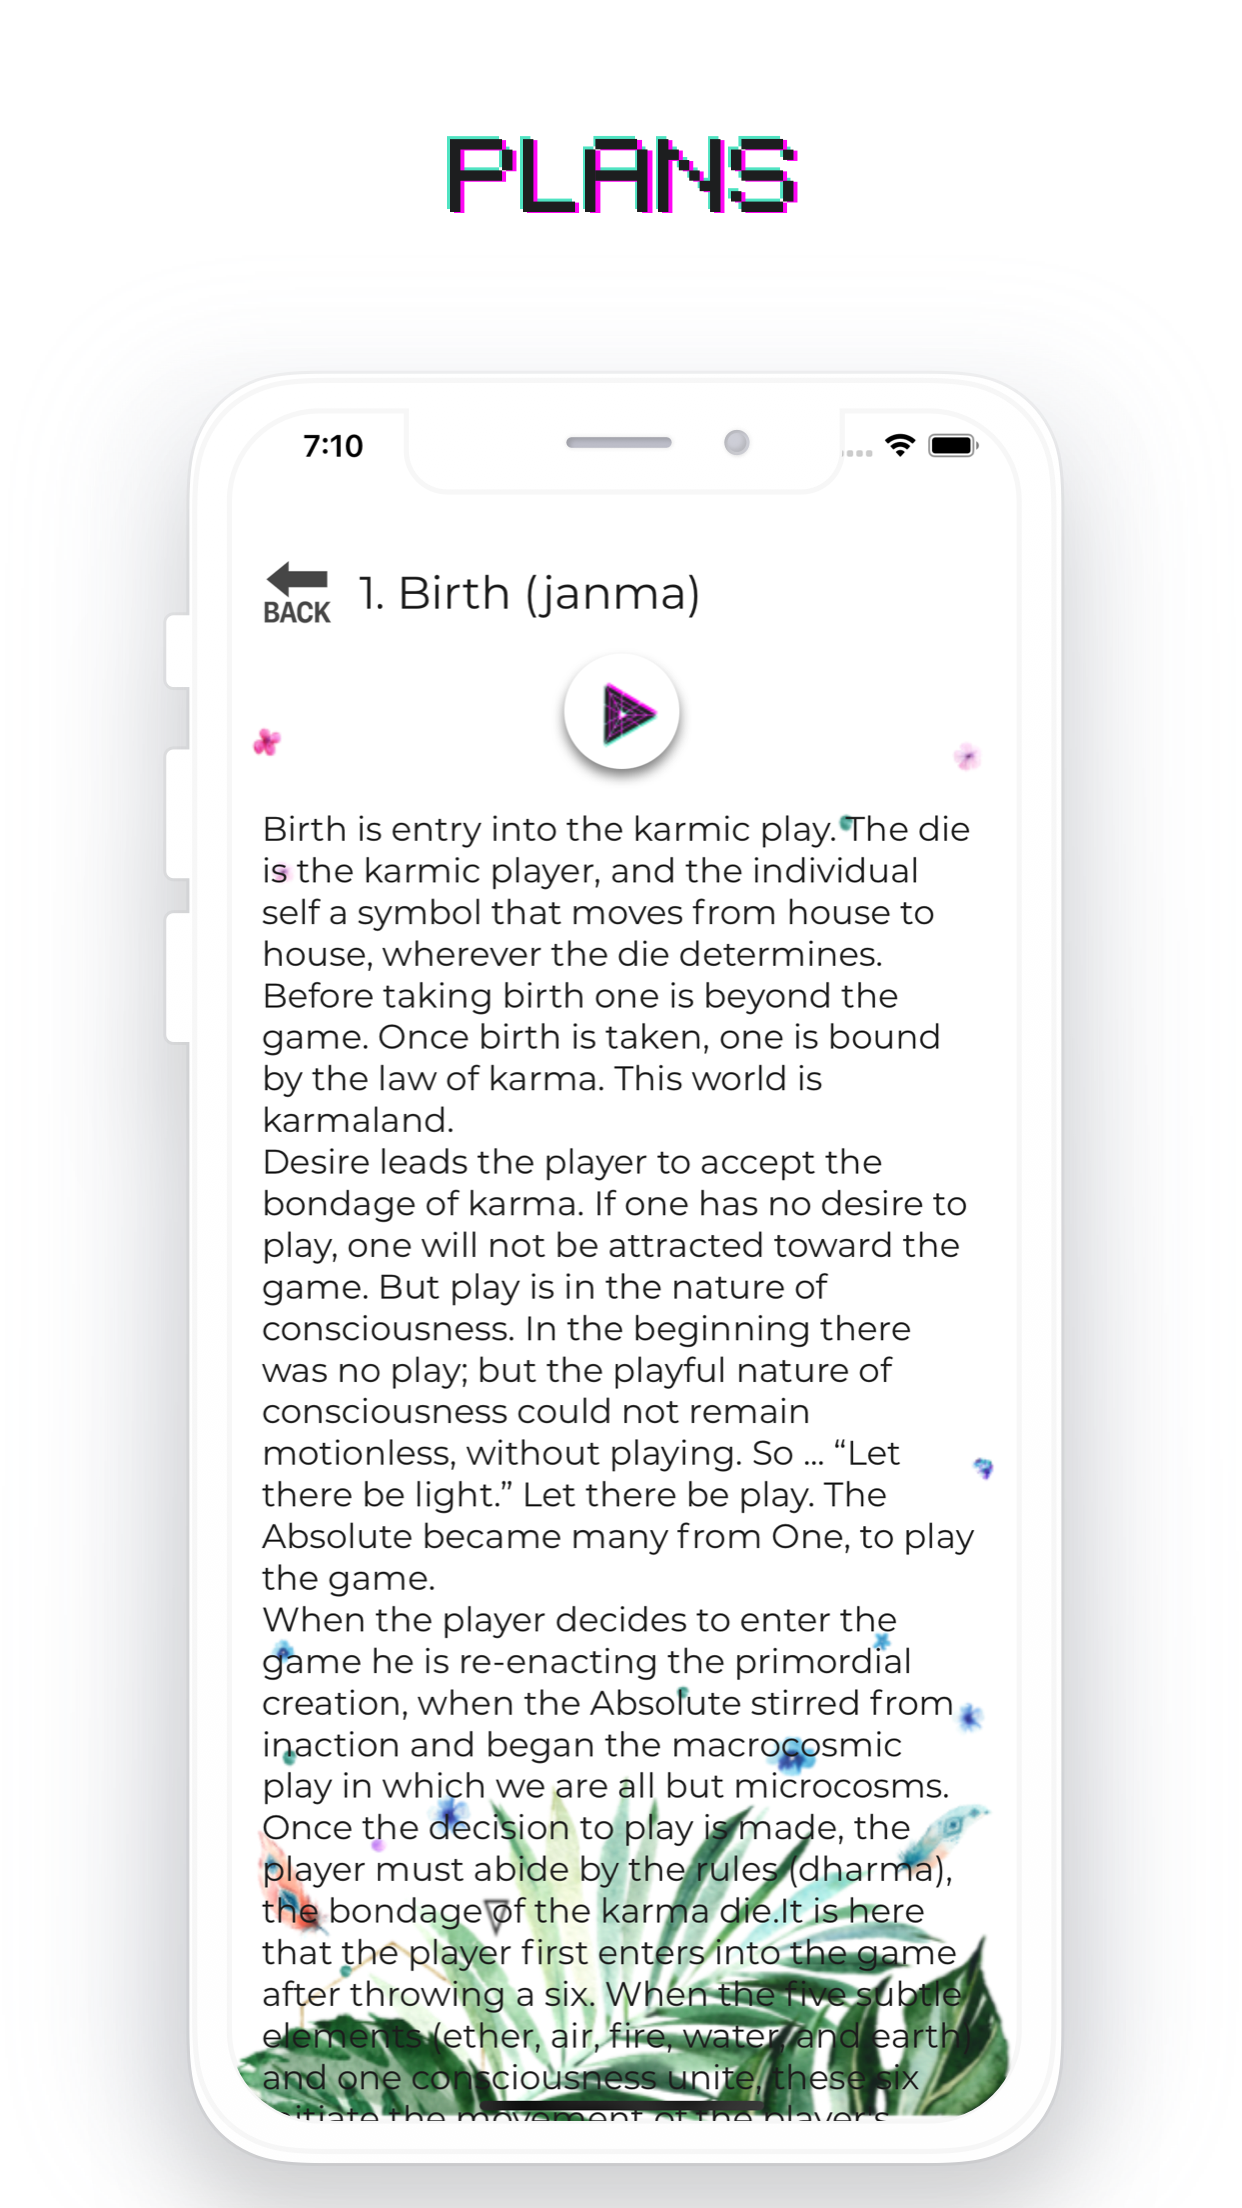 PLANS
7:10
BACK
1. Birth (janma)
Birth is entry into the karmic play. The die
is the karmic player, and the individual
self a symbol that moves from house to
house, wherever the die determines.
Before taking birth one is beyond the
game. Once birth is taken, one is bound
by the law of karma. This world is
karmaland.
Desire leads the player to accept the
bondage of karma. If one has no desire to
play, one will not be attracted toward the
game. But play is in the nature of
consciousness. In the beginning there
was no play; but the playful nature of
consciousness could not remain
motionless, without playing. So ... “Let
there be light.” Let there be play. The
Absolute became many from One, to play
the game.
When the player decides to enter the
game he is re-enacting the primordial
creation, when the Absolute stirred from
inaction and began the macrocosmic
play in which we are all but microcosms.
Once the decision to play is made, the
player must abide by the rules (dharma),
the bondage of the karma die.It is here
that the player first enters into the game
after throwing a six. When the five subtle
elements (ether, air, fire, water, and earth)
and one consciousness unite, these six
initiate the movement of the player's